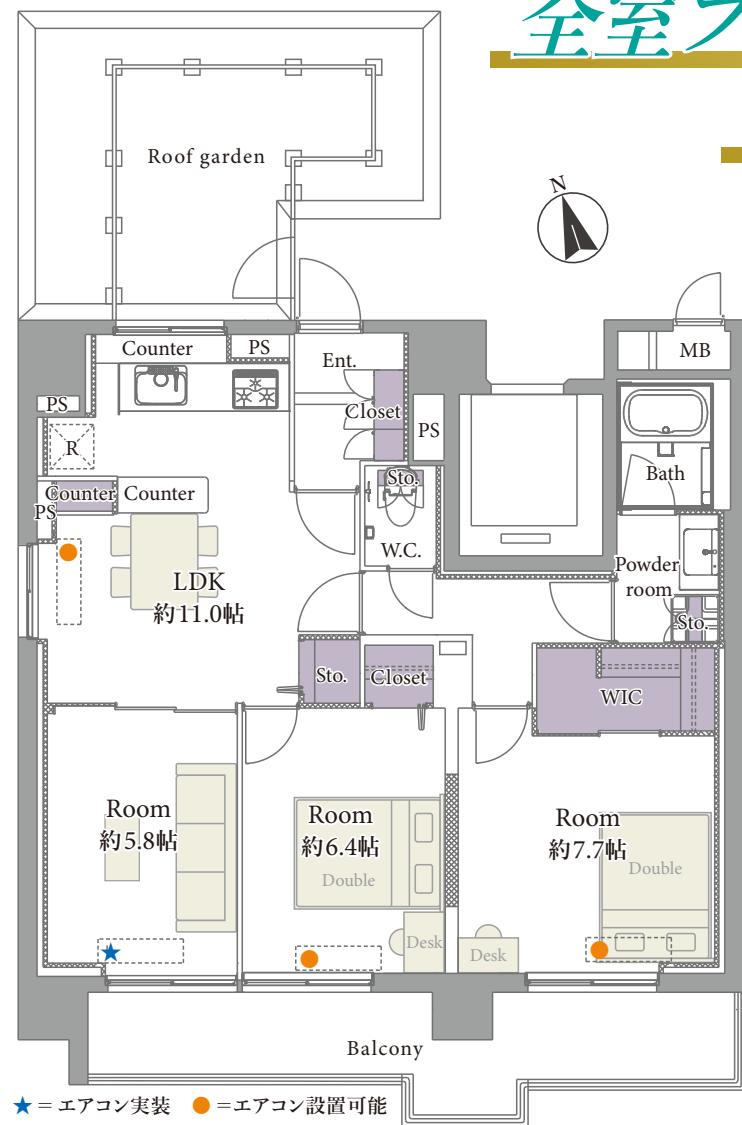 全室フ
Roof garden
N
Counter
PS
Ent.
MB
PS
Closet
PS
R
Sto.
Bath
Counter
Counter
PS
W.C.
LDK
約11.0帖
Powder
room
Sto.
Sto.
Closet
WIC
Room
約5.8帖
Room
約6.4帖
Double
Room
約7.7帖
Double
Desk
Desk
Balcony
★=エアコン実装 ●=エアコン設置可能